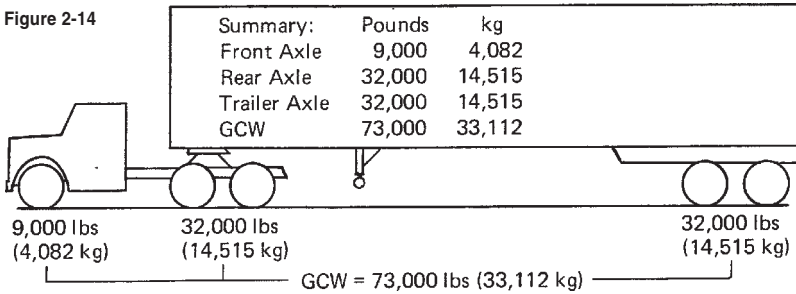 Figure 2-14
Summary: Pounds kg
Front Axle 9,000 4,082
Rear Axle 32,000 14,515
Trailer Axle 32,000 14,515
GCW 73,000 33,112
9,000 lbs 32,000 lbs 32,000 lbs
(4,082 kg) (14,515 kg) (14,515 kg)
GCW = 73,000 lbs (33,112 kg)